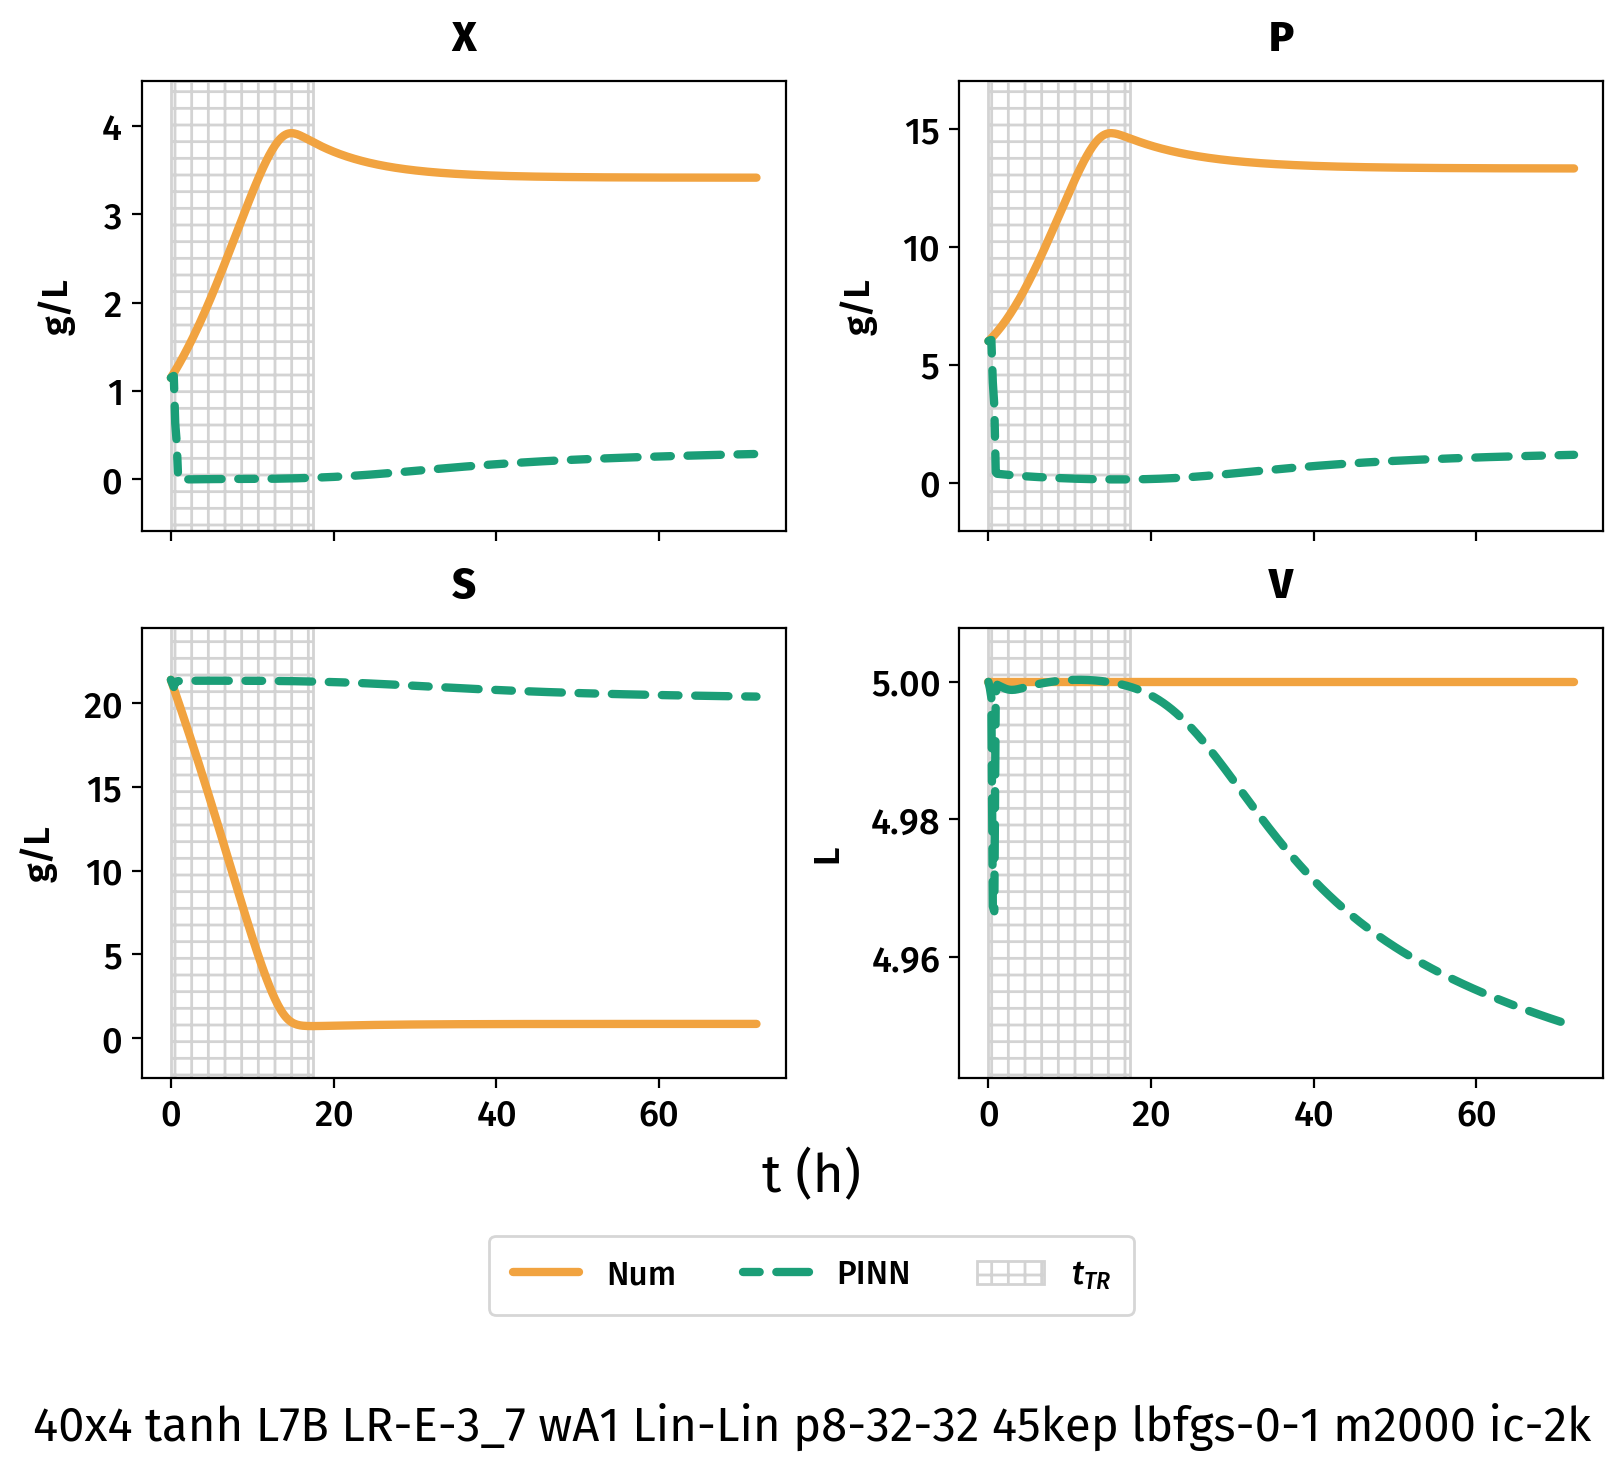 X
P
4
3
2
1
0
g/L
15
10
5
0
g/L
S
V
20
15
10
5
0
g/L
5.00
4.98
4.96
L
0 20 40 60
0 20 40 60
t (h)
Num PINN t_TR
40x4 tanh L7B LR-E-3_7 wA1 Lin-Lin p8-32-32 45kep lbfgs-0-1 m2000 ic-2k